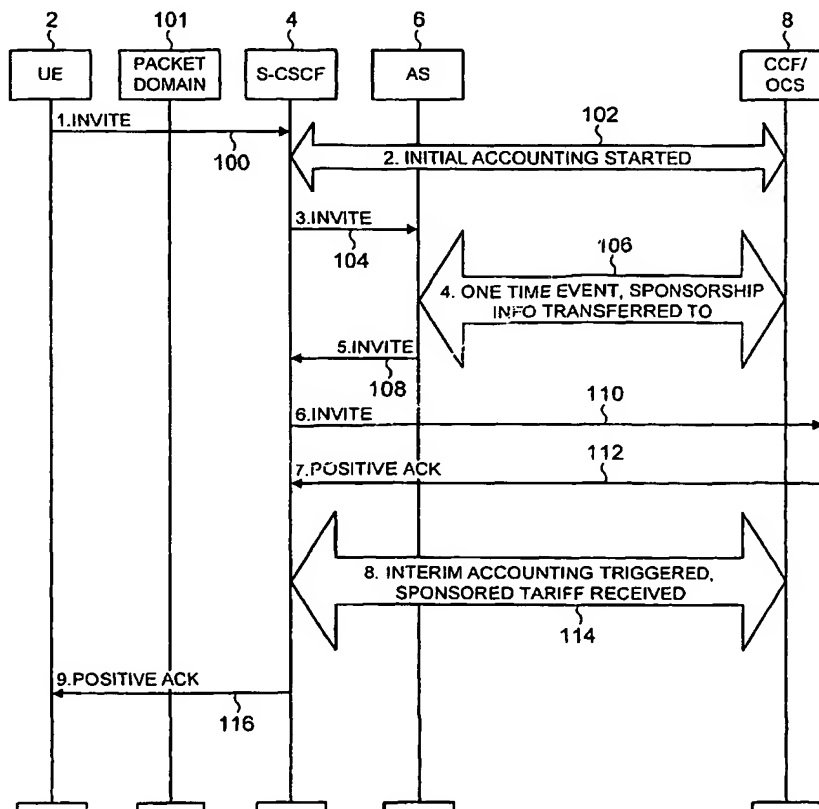 2
101
4
6
8
UE
PACKET
DOMAIN
S-CSCF
AS
CCF/
OCS
1.INVITE
100
102
2. INITIAL ACCOUNTING STARTED
3.INVITE
104
106
4. ONE TIME EVENT, SPONSORSHIP
INFO TRANSFERRED TO
5.INVITE
108
6.INVITE
110
7.POSITIVE ACK
112
8. INTERIM ACCOUNTING TRIGGERED,
SPONSORED TARIFF RECEIVED
114
9.POSITIVE ACK
116